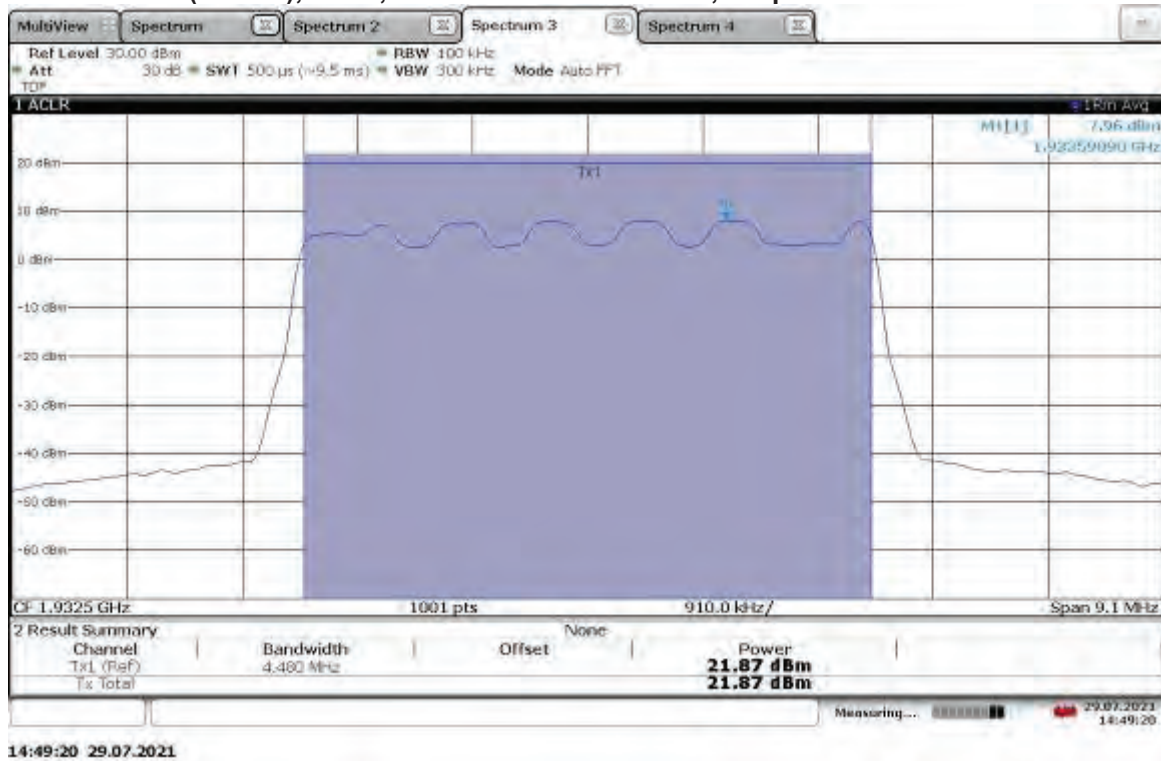 MultiView Spectrum Spectrum 2 Spectrum 3 Spectrum 4
Ref Level 30.00 dBm RBW 100 kHz
Att 30 dB SWT 500 µs (~9.5 ms) VBW 300 kHz Mode Auto FFT
TDF
1 ACLR 1Rm Avg
M1[1] 7.96 dBm
20 dBm
Tx1
10 dBm
0 dBm
-10 dBm
-20 dBm
-30 dBm
-40 dBm
-50 dBm
-60 dBm
CF 1.9325 GHz 1001 pts 910.0 kHz/ Span 9.1 MHz
2 Result Summary None
Channel Bandwidth Offset Power
Tx1 (Ref) 4.480 MHz 21.87 dBm
Tx Total 21.87 dBm
Measuring... 29.07.2021
14:49:20
14:49:20 29.07.2021